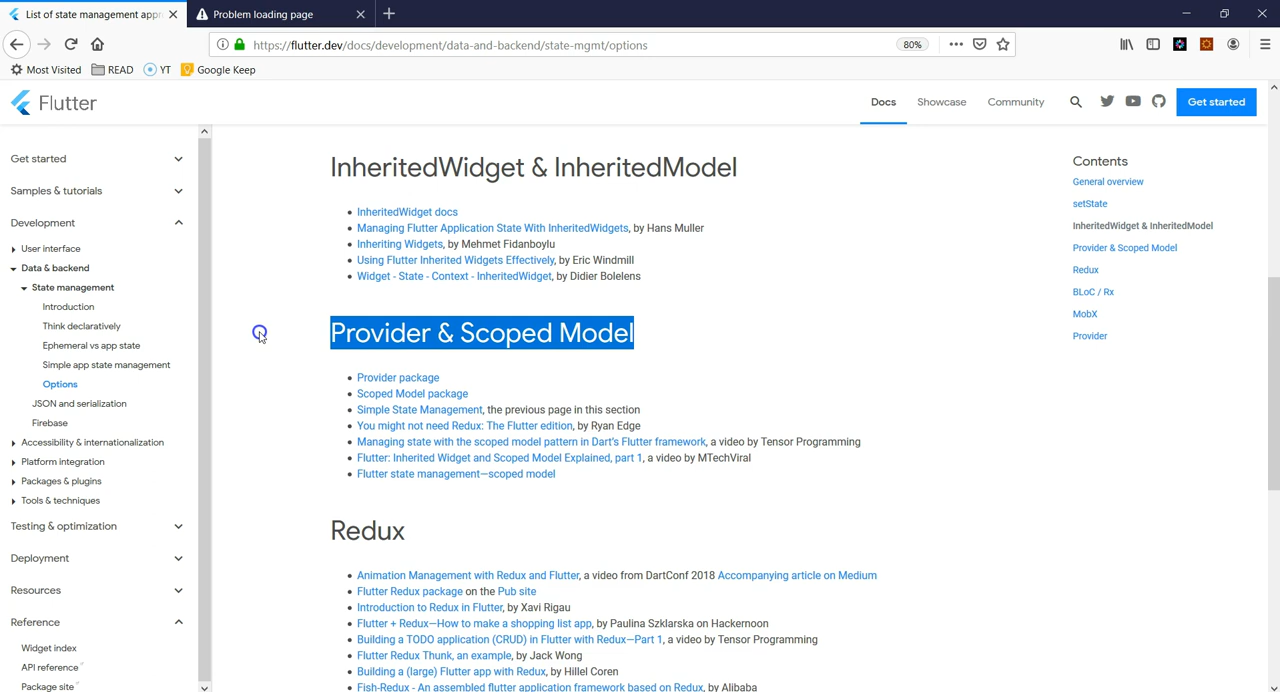 List of state management appro
Problem loading page
https://flutter.dev/docs/development/data-and-backend/state-mgmt/options
80%
Most Visited
READ
YT
Google Keep
Flutter
Docs
Showcase
Community
Get started
Get started
Samples & tutorials
Development
User interface
Data & backend
State management
Introduction
Think declaratively
Ephemeral vs app state
Simple app state management
Options
JSON and serialization
Firebase
Accessibility & internationalization
Platform integration
Packages & plugins
Tools & techniques
Testing & optimization
Deployment
Resources
Reference
Widget index
API reference
Package site
InheritedWidget & InheritedModel
InheritedWidget docs
Managing Flutter Application State With InheritedWidgets, by Hans Muller
Inheriting Widgets, by Mehmet Fidanboylu
Using Flutter Inherited Widgets Effectively, by Eric Windmill
Widget - State - Context - InheritedWidget, by Didier Bolelens
Provider & Scoped Model
Provider package
Scoped Model package
Simple State Management, the previous page in this section
You might not need Redux: The Flutter edition, by Ryan Edge
Managing state with the scoped model pattern in Dart's Flutter framework, a video by Tensor Programming
Flutter: Inherited Widget and Scoped Model Explained, part 1, a video by MTechViral
Flutter state management—scoped model
Redux
Animation Management with Redux and Flutter, a video from DartConf 2018 Accompanying article on Medium
Flutter Redux package on the Pub site
Introduction to Redux in Flutter, by Xavi Rigau
Flutter + Redux—How to make a shopping list app, by Paulina Szklarska on Hackernoon
Building a TODO application (CRUD) in Flutter with Redux—Part 1, a video by Tensor Programming
Flutter Redux Thunk, an example, by Jack Wong
Building a (large) Flutter app with Redux, by Hillel Coren
Fish-Redux - An assembled flutter application framework based on Redux, by Alibaba
Contents
General overview
setState
InheritedWidget & InheritedModel
Provider & Scoped Model
Redux
BLoC / Rx
MobX
Provider